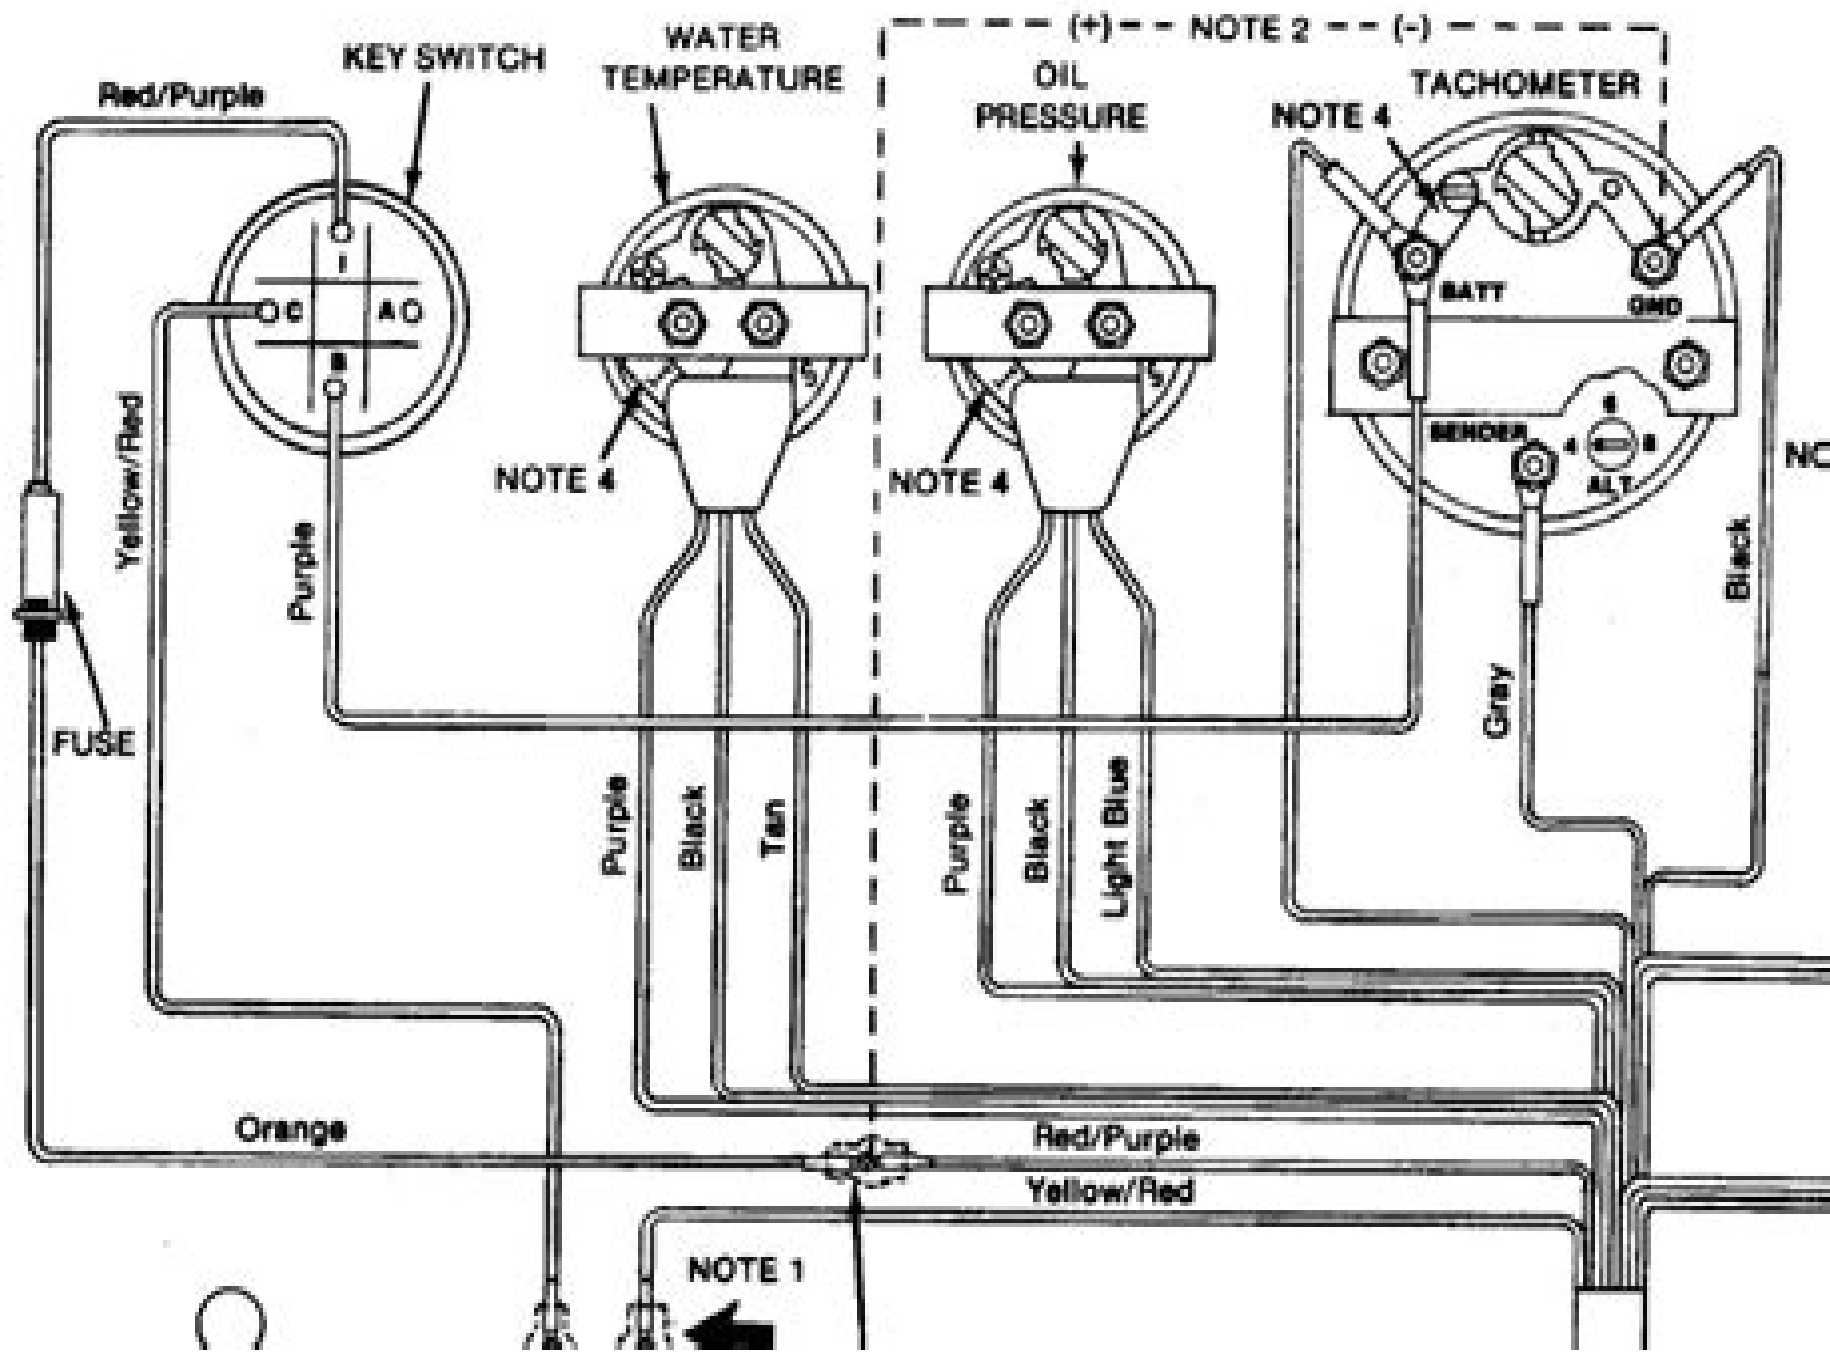 (+) NOTE 2 (-)
WATER
TEMPERATURE
KEY SWITCH
OIL
PRESSURE
TACHOMETER
NOTE 4
Red/Purple
I
C
A
B
BATT
GND
S
S
SENDER
6
4
8
ALT
NOTE 4
NOTE 4
NO
Yellow/Red
Purple
Black
Gray
FUSE
Purple
Black
Tan
Purple
Black
Light Blue
Orange
Red/Purple
Yellow/Red
NOTE 1